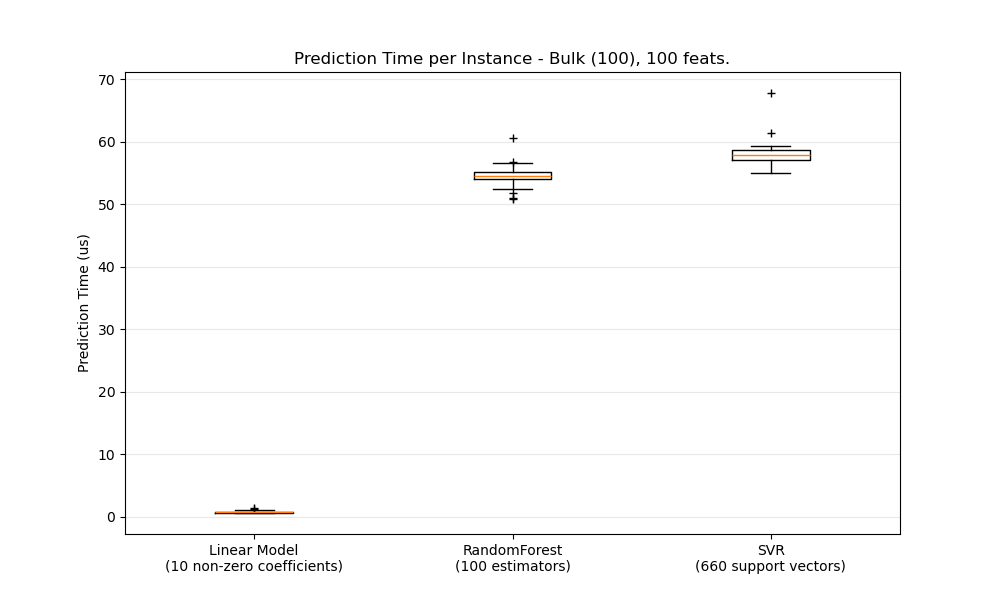 Prediction Time per Instance - Bulk (100), 100 feats.
Prediction Time (us)
70
60
50
40
30
20
10
0
Linear Model
(10 non-zero coefficients)
RandomForest
(100 estimators)
SVR
(660 support vectors)